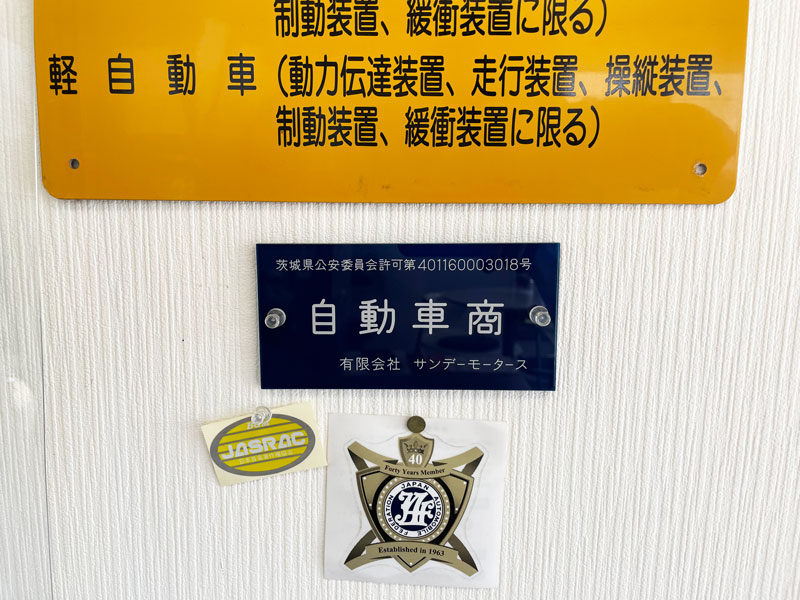 制動装置、緩衝装置に限る）
軽自動車（動力伝達装置、走行装置、操縦装置、
制動装置、緩衝装置に限る）
茨城県公安委員会許可第401160003018号
自動車商
有限会社 サンデーモータース
JASRAC
40
Forty Years Member
JAPAN AUTOMOBILE FEDERATION
JAF
Established in 1963